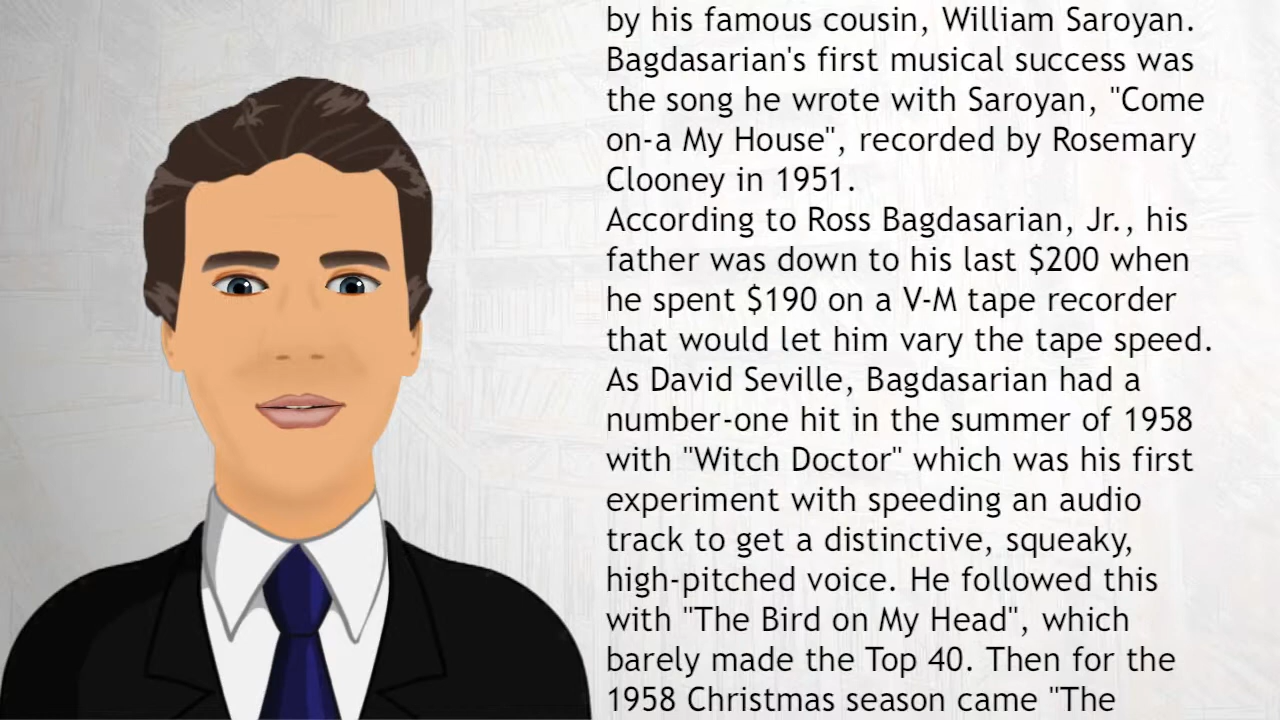 by his famous cousin, William Saroyan.
Bagdasarian's first musical success was
the song he wrote with Saroyan, "Come
on-a My House", recorded by Rosemary
Clooney in 1951.
According to Ross Bagdasarian, Jr., his
father was down to his last $200 when
he spent $190 on a V-M tape recorder
that would let him vary the tape speed.
As David Seville, Bagdasarian had a
number-one hit in the summer of 1958
with "Witch Doctor" which was his first
experiment with speeding an audio
track to get a distinctive, squeaky,
high-pitched voice. He followed this
with "The Bird on My Head", which
barely made the Top 40. Then for the
1958 Christmas season came "The